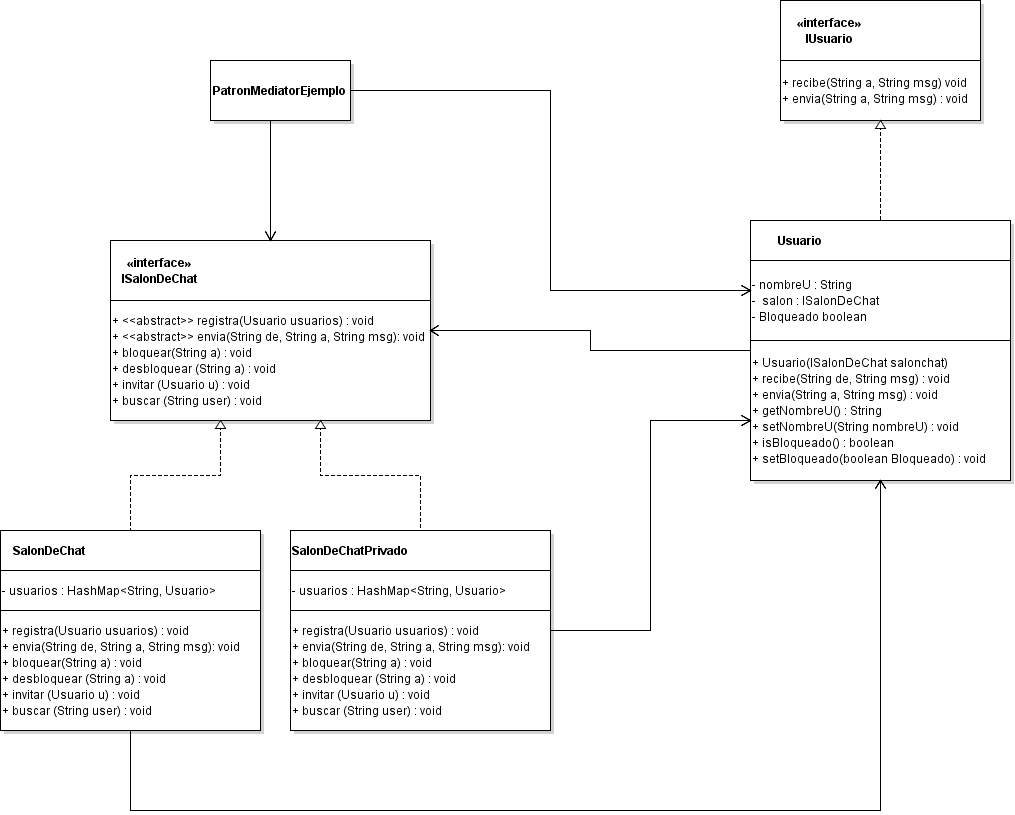 «interface»
IUsuario
+ recibe(String a, String msg) void
+ envia(String a, String msg) : void
PatronMediatorEjemplo
«interface»
ISalonDeChat
+ <<abstract>> registra(Usuario usuarios) : void
+ <<abstract>> envia(String de, String a, String msg): void
+ bloquear(String a) : void
+ desbloquear (String a) : void
+ invitar (Usuario u) : void
+ buscar (String user) : void
Usuario
- nombreU : String
- salon : ISalonDeChat
- Bloqueado boolean
+ Usuario(ISalonDeChat salonchat)
+ recibe(String de, String msg) : void
+ envia(String a, String msg) : void
+ getNombreU() : String
+ setNombreU(String nombreU) : void
+ isBloqueado() : boolean
+ setBloqueado(boolean Bloqueado) : void
SalonDeChat
- usuarios : HashMap<String, Usuario>
+ registra(Usuario usuarios) : void
+ envia(String de, String a, String msg): void
+ bloquear(String a) : void
+ desbloquear (String a) : void
+ invitar (Usuario u) : void
+ buscar (String user) : void
SalonDeChatPrivado
- usuarios : HashMap<String, Usuario>
+ registra(Usuario usuarios) : void
+ envia(String de, String a, String msg): void
+ bloquear(String a) : void
+ desbloquear (String a) : void
+ invitar (Usuario u) : void
+ buscar (String user) : void